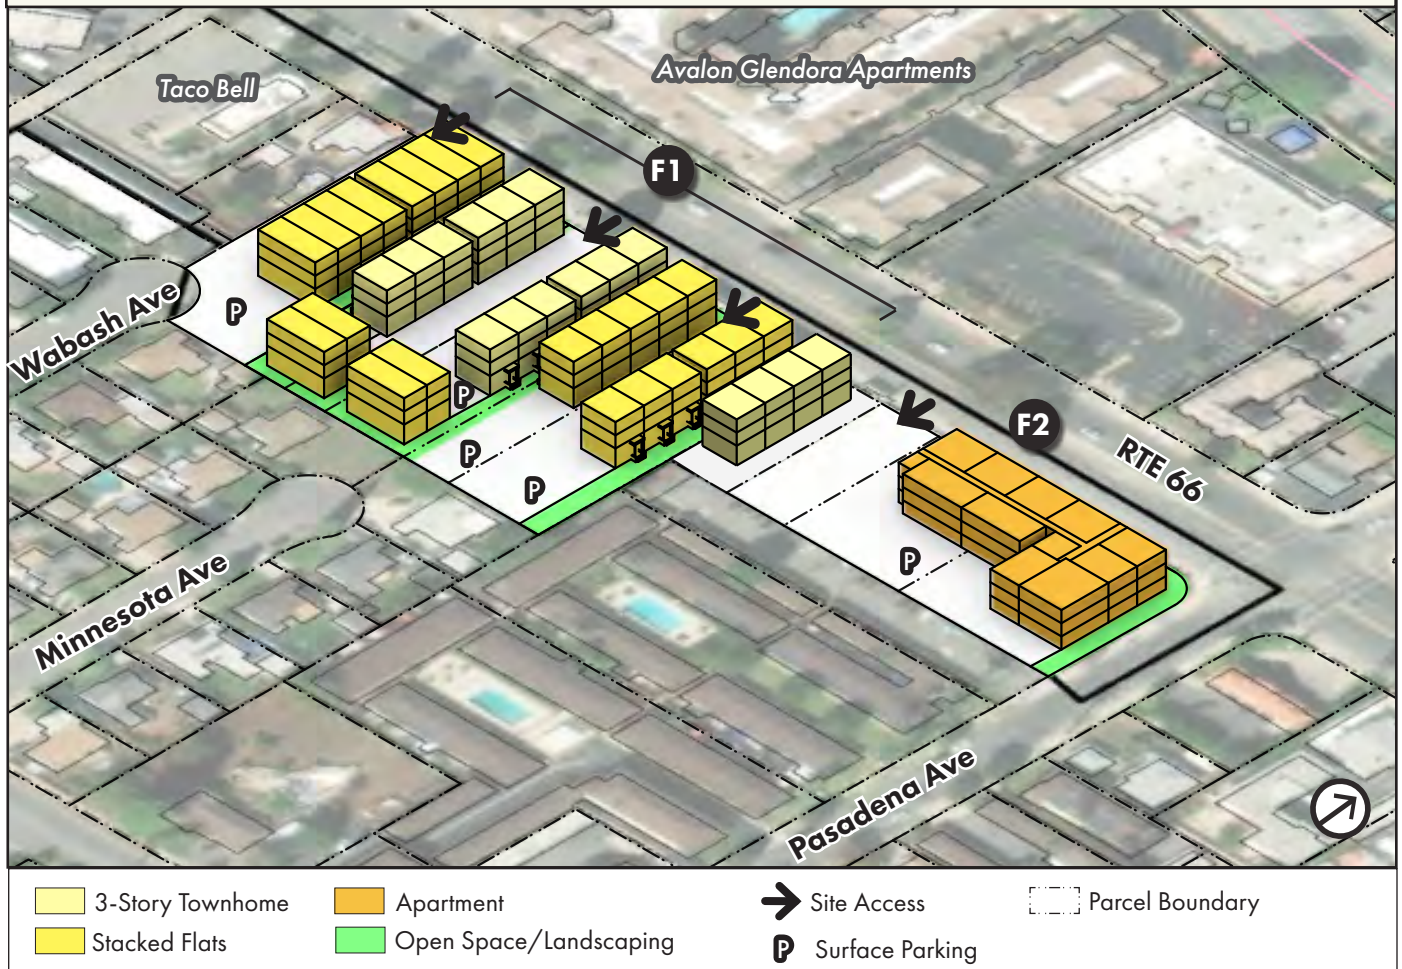 Taco Bell
Avalon Glendora Apartments
F1
F2
RTE 66
Wabash Ave
P
P
P
P
P
Minnesota Ave
Pasadena Ave
3-Story Townhome
Stacked Flats
Apartment
Open Space/Landscaping
Site Access
P Surface Parking
Parcel Boundary